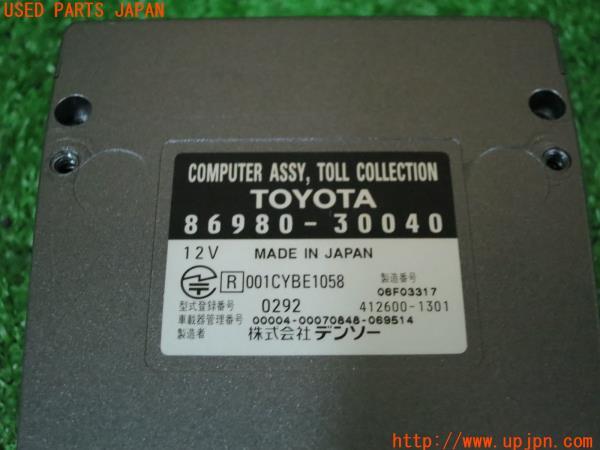 USED PARTS JAPAN
COMPUTER ASSY, TOLL COLLECTION
TOYOTA
86980-30040
12V MADE IN JAPAN
R 001CYBE1058 製造番号
06F03317
型式登録番号 0292 412600-1301
車載器管理番号 00004-00070848-069514
製造者 株式会社 デンソー
http://www.upjpn.com/